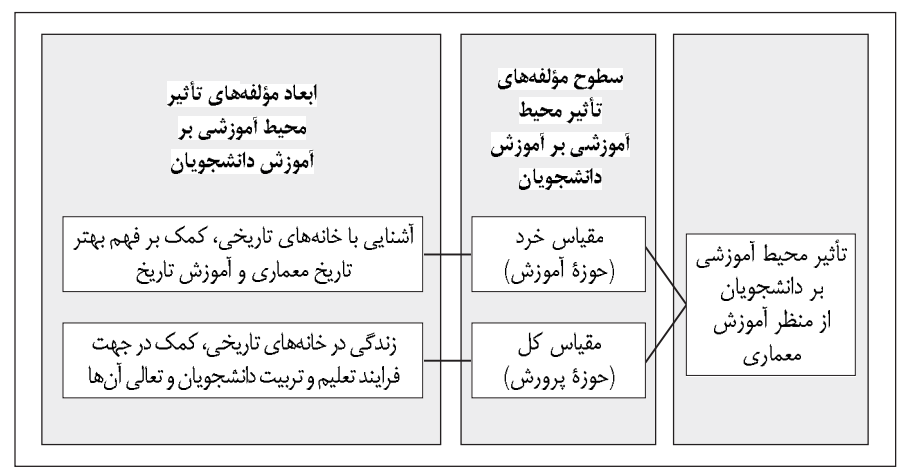 تأثیر محیط آموزشی
بر دانشجویان
از منظر آموزش
معماری
سطوح مؤلفه‌های
تأثیر محیط
آموزشی بر آموزش
دانشجویان
مقیاس خرد
(حوزهٔ آموزش)
مقیاس کل
(حوزهٔ پرورش)
ابعاد مؤلفه‌های تأثیر
محیط آموزشی بر
آموزش دانشجویان
آشنایی با خانه‌های تاریخی، کمک بر فهم بهتر
تاریخ معماری و آموزش تاریخ
زندگی در خانه‌های تاریخی، کمک در جهت
فرایند تعلیم و تربیت دانشجویان و تعالی آن‌ها